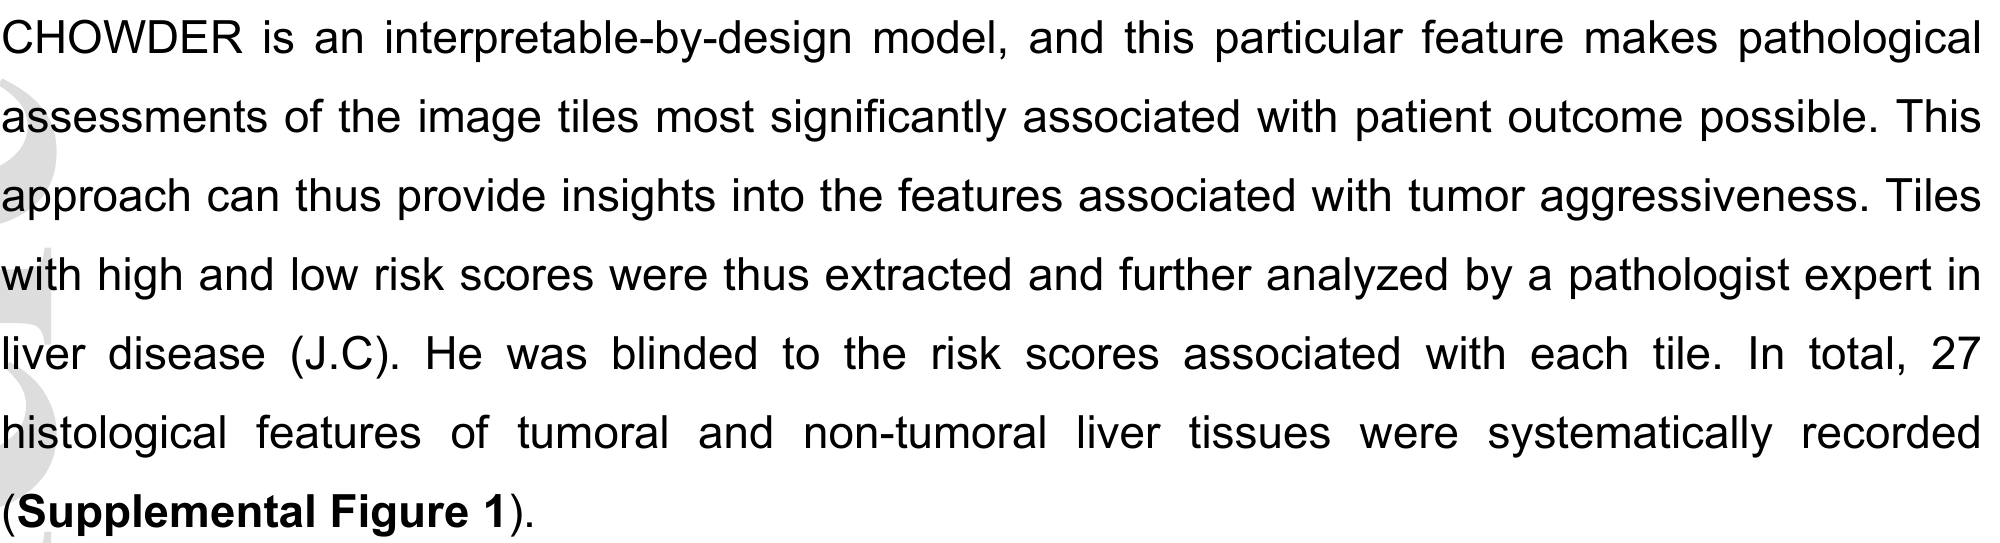 CHOWDER is an interpretable-by-design model, and this particular feature makes pathological
assessments of the image tiles most significantly associated with patient outcome possible. This
approach can thus provide insights into the features associated with tumor aggressiveness. Tiles
with high and low risk scores were thus extracted and further analyzed by a pathologist expert in
liver disease (J.C). He was blinded to the risk scores associated with each tile. In total, 27
histological features of tumoral and non-tumoral liver tissues were systematically recorded
(Supplemental Figure 1).